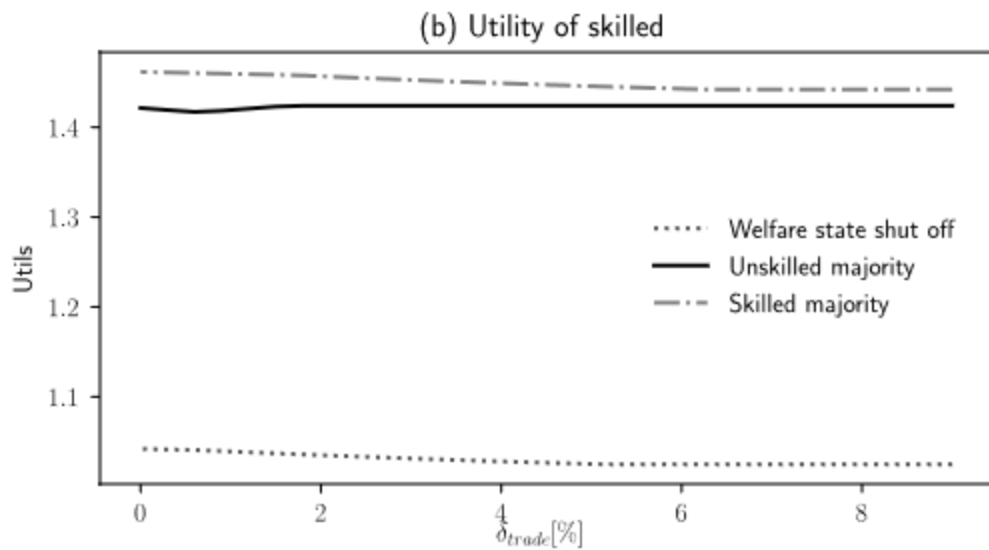 (b) Utility of skilled
Utils
1.4
1.3
1.2
1.1
Welfare state shut off
Unskilled majority
Skilled majority
0 2 4 6 8
δtrade[%]